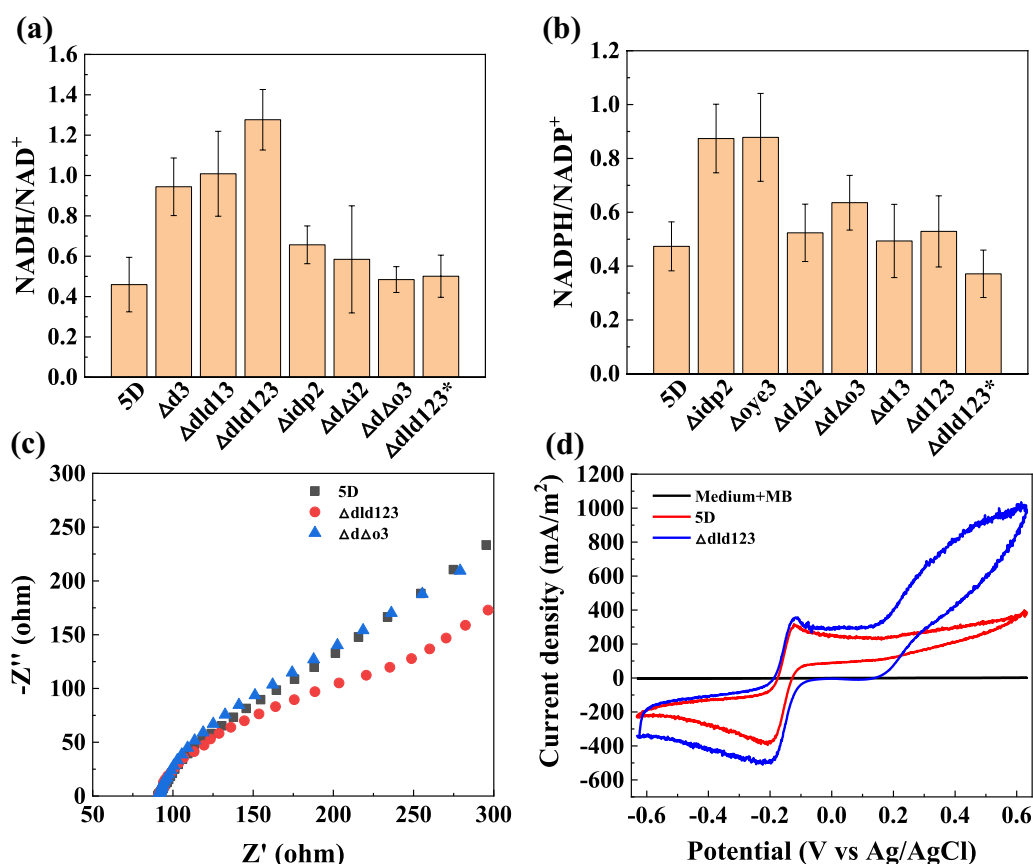 (a)
NADH/NAD⁺
1.6
1.4
1.2
1.0
0.8
0.6
0.4
0.2
0.0
5D
Δd3
Δdld13
Δdld123
Δidp2
ΔdΔi2
ΔdΔo3
Δdld123*
(b)
NADPH/NADP⁺
1.2
1.0
0.8
0.6
0.4
0.2
0.0
5D
Δidp2
Δoye3
ΔdΔi2
ΔdΔo3
Δd13
Δd123
Δdld123*
(c)
-Z'' (ohm)
300
250
200
150
100
50
0
5D
Δdld123
ΔdΔo3
50
100
150
200
250
300
Z' (ohm)
(d)
Current density (mA/m²)
1200
1000
800
600
400
200
0
-200
-400
-600
Medium+MB
5D
Δdld123
-0.6
-0.4
-0.2
0.0
0.2
0.4
0.6
Potential (V vs Ag/AgCl)